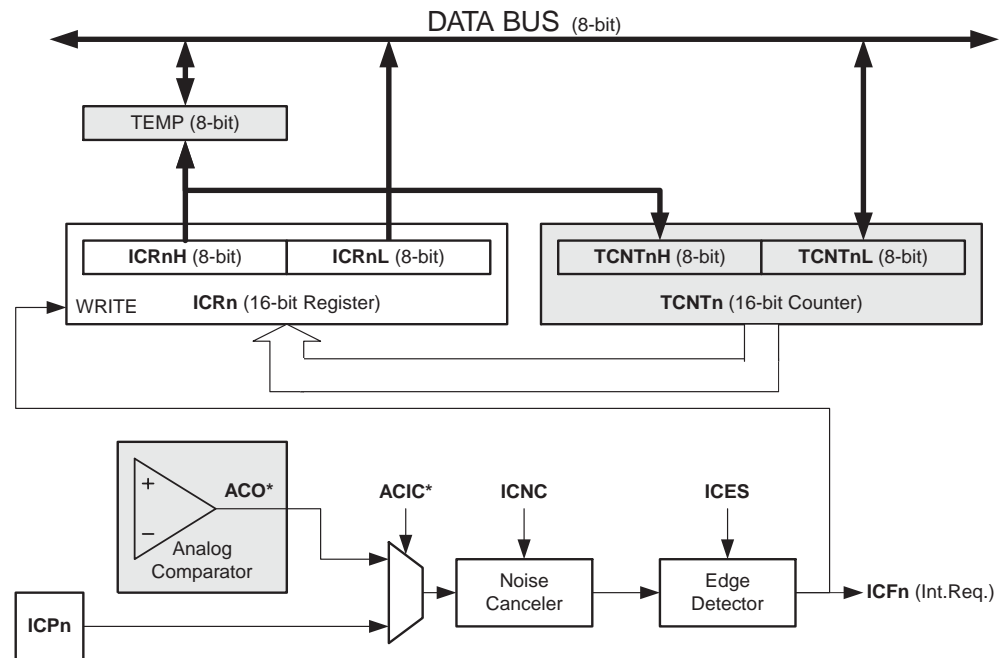 DATA BUS (8-bit)
TEMP (8-bit)
ICRnH (8-bit)
ICRnL (8-bit)
TCNTnH (8-bit)
TCNTnL (8-bit)
WRITE
ICRn (16-bit Register)
TCNTn (16-bit Counter)
+
−
ACO*
Analog
Comparator
ACIC*
ICNC
ICES
Noise
Canceler
Edge
Detector
ICFn (Int.Req.)
ICPn